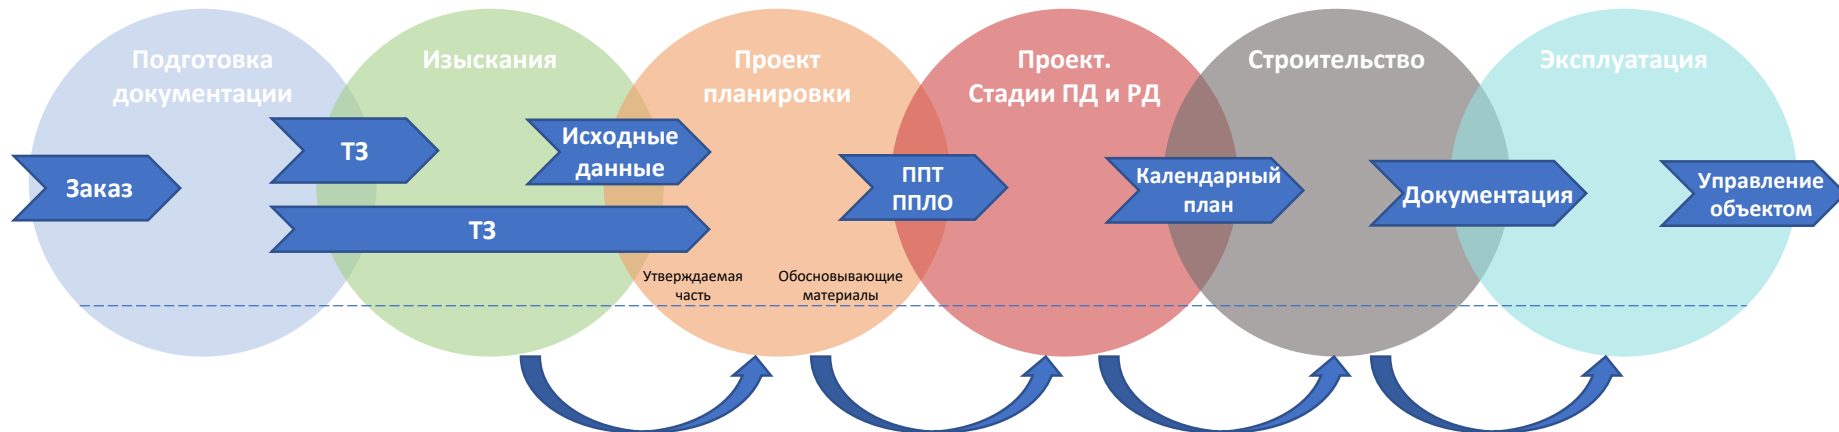 Подготовка
документации
Изыскания
Проект
планировки
Проект.
Стадии ПД и РД
Строительство
Эксплуатация
Заказ
ТЗ
ТЗ
Исходные
данные
ППТ
ППЛО
Календарный
план
Документация
Управление
объектом
Утверждаемая
часть
Обосновывающие
материалы